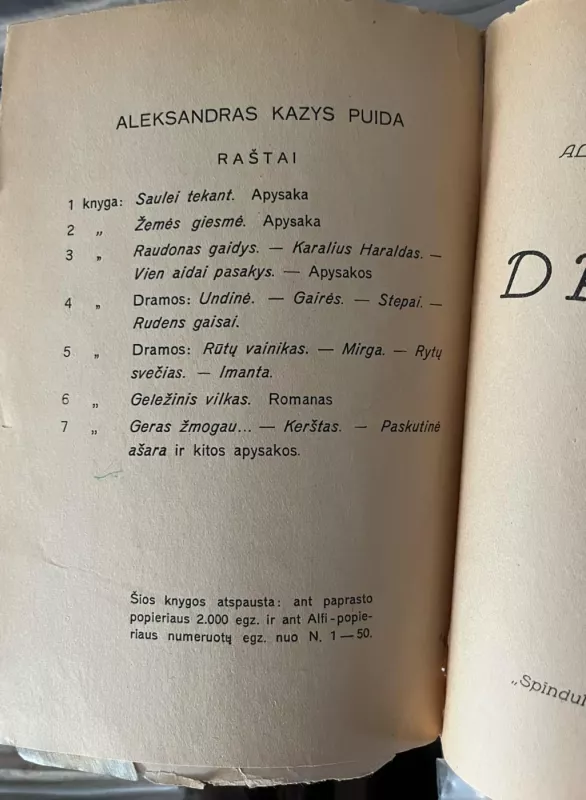 ALEKSANDRAS KAZYS PUIDA
RAŠTAI
1 knyga: Saulei tekant. Apysaka
2 „ Žemės giesmė. Apysaka
3 „ Raudonas gaidys. — Karalius Haraldas. —
Vien aidai pasakys. — Apysakos
4 „ Dramos: Undinė. — Gairės. — Stepai. —
Rudens gaisai.
5 „ Dramos: Rūtų vainikas. — Mirga. — Rytų
svečias. — Imanta.
6 „ Geležinis vilkas. Romanas
7 „ Geras žmogau... — Kerštas. — Paskutinė
ašara ir kitos apysakos.
Šios knygos atspausta: ant paprasto
popieriaus 2.000 egz. ir ant Alfi-popie-
riaus numeruotų egz. nuo N. 1—50.
AL
D
„Spindul